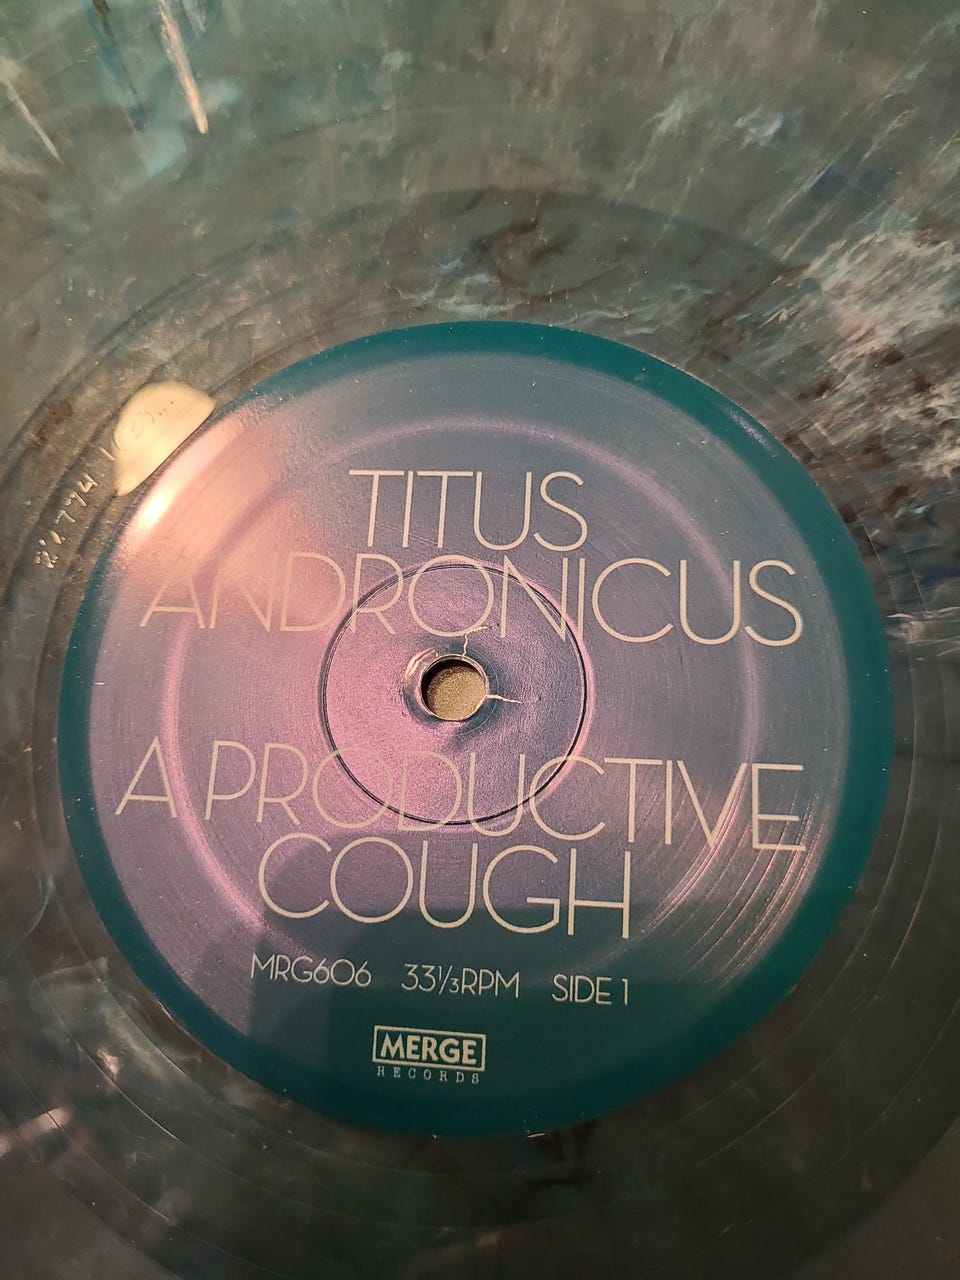 TITUS
ANDRONICUS
A PRODUCTIVE
COUGH
MRG606 33⅓RPM SIDE 1
MERGE
RECORDS